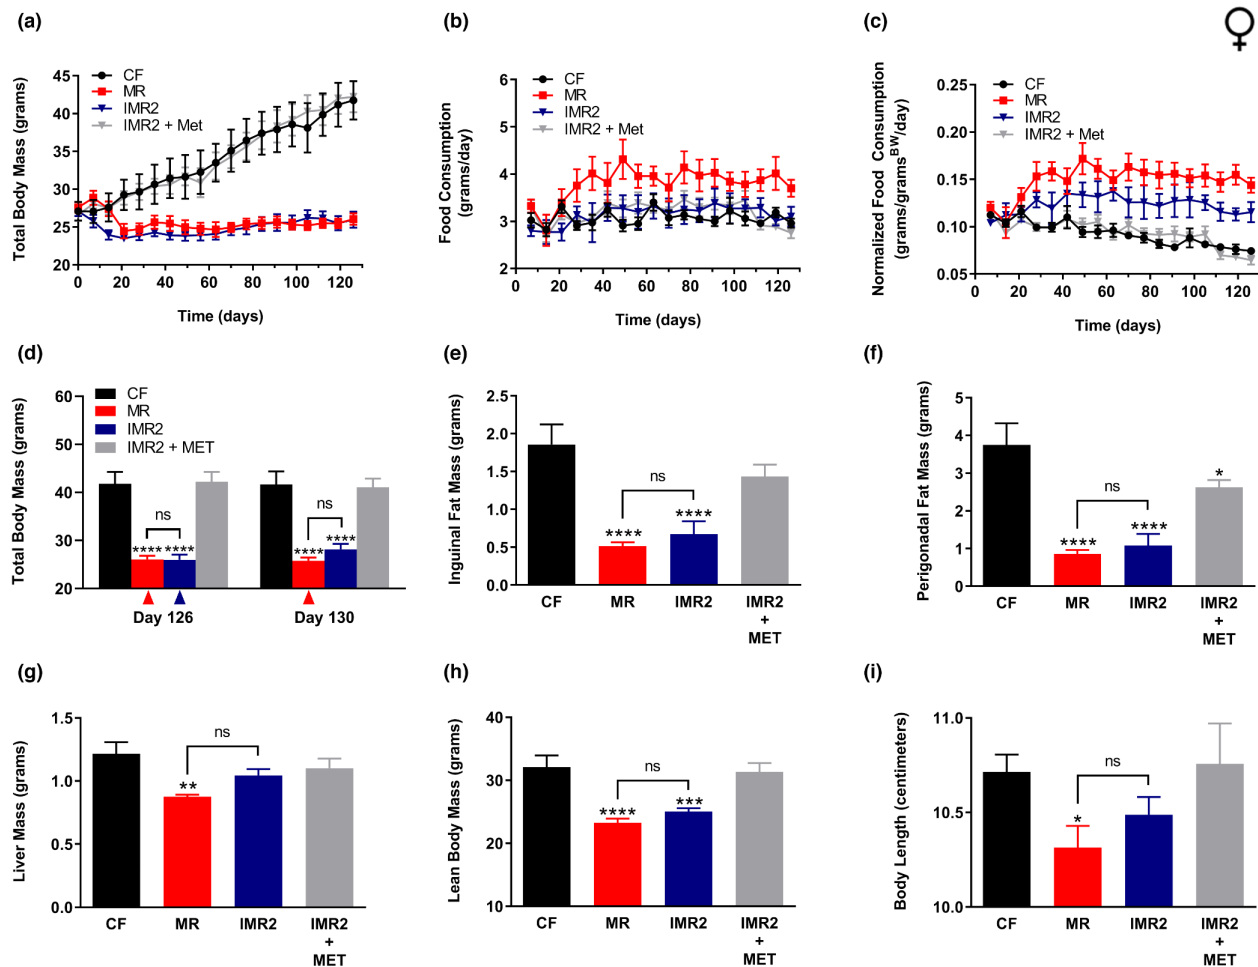 (a)
Total Body Mass (grams)
45
40
35
30
25
20
CF
MR
IMR2
IMR2 + Met
0 20 40 60 80 100 120
Time (days)
(b)
Food Consumption
(grams/day)
6
5
4
3
2
CF
MR
IMR2
IMR2 + Met
0 20 40 60 80 100 120
Time (days)
(c)
♀
Normalized Food Consumption
(grams/gramsBW/day)
0.25
0.20
0.15
0.10
0.05
CF
MR
IMR2
IMR2 + Met
0 20 40 60 80 100 120
Time (days)
(d)
Total Body Mass (grams)
60
50
40
30
20
CF
MR
IMR2
IMR2 + MET
ns
**** ****
ns
**** ****
Day 126 Day 130
(e)
Inguinal Fat Mass (grams)
2.5
2.0
1.5
1.0
0.5
0.0
ns
**** ****
CF MR IMR2 IMR2
+
MET
(f)
Perigonadal Fat Mass (grams)
5
4
3
2
1
0
ns
**** **** *
CF MR IMR2 IMR2
+
MET
(g)
Liver Mass (grams)
1.5
1.0
0.5
0.0
ns
**
CF MR IMR2 IMR2
+
MET
(h)
Lean Body Mass (grams)
40
30
20
10
ns
**** ***
CF MR IMR2 IMR2
+
MET
(i)
Body Length (centimeters)
11.0
10.5
10.0
ns
*
CF MR IMR2 IMR2
+
MET